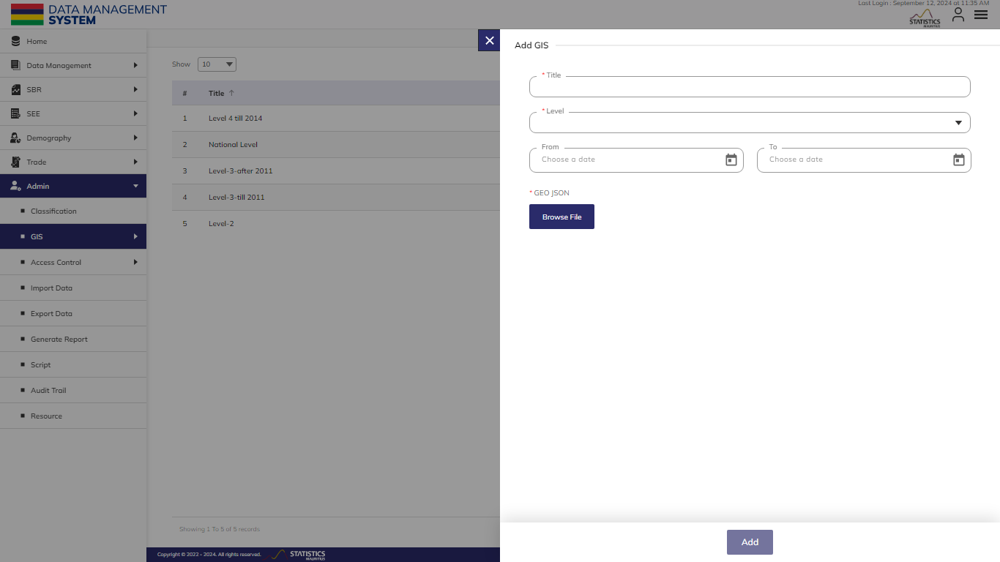 DATA MANAGEMENT
SYSTEM
Last Login : September 12, 2024 at 11:35 AM
STATISTICS
MAURITIUS
Home
Data Management
SBR
SEE
Demography
Trade
Admin
Classification
GIS
Access Control
Import Data
Export Data
Generate Report
Script
Audit Trail
Resource
Show 10
# Title
1 Level 4 till 2014
2 National Level
3 Level-3-after 2011
4 Level-3-till 2011
5 Level-2
Showing 1 To 5 of 5 records
Copyright © 2022 - 2024. All rights reserved. STATISTICS
MAURITIUS
Add GIS
* Title
* Level
From To
Choose a date Choose a date
* GEO JSON
Browse File
Add